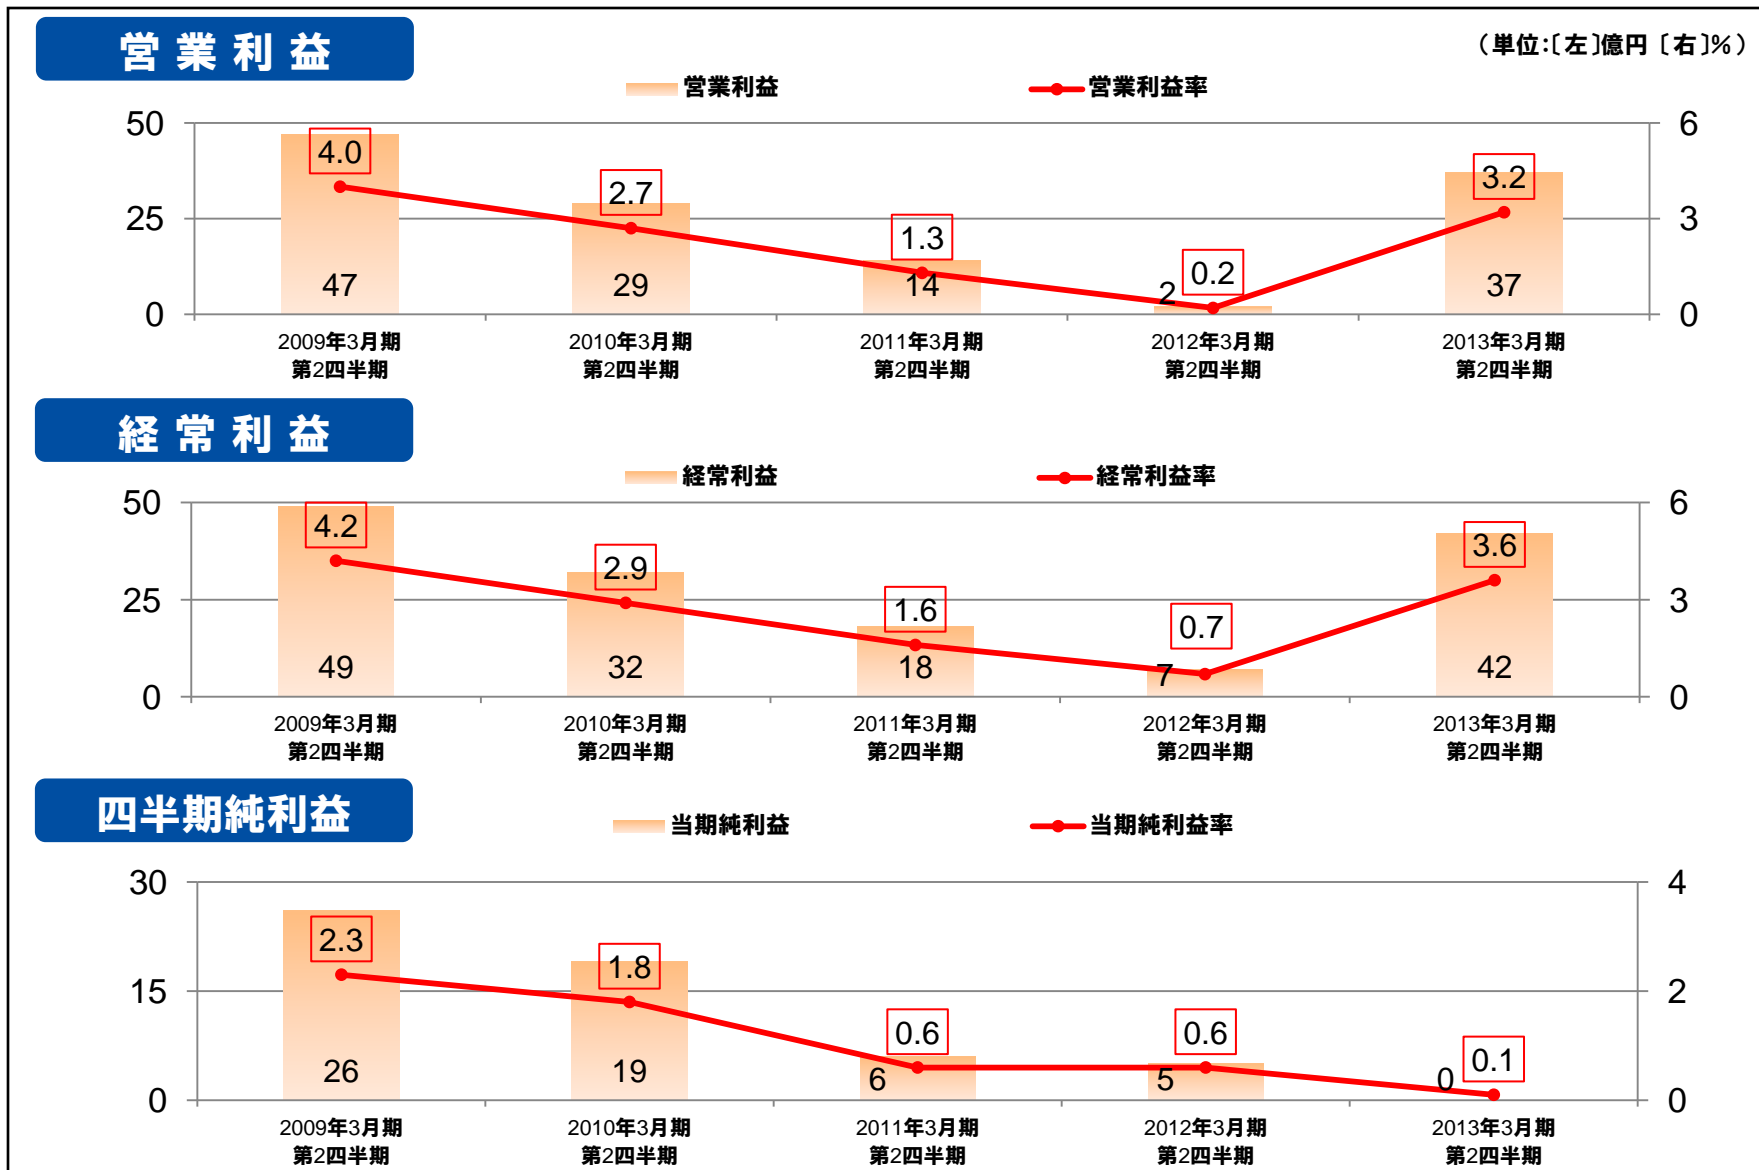 営業利益
（単位：〔左〕億円〔右〕％）
営業利益 営業利益率
50 6
4.0 2.7 1.3 0.2 3.2
25 3
47 29 14 2 37
0 0
2009年3月期 2010年3月期 2011年3月期 2012年3月期 2013年3月期
第2四半期 第2四半期 第2四半期 第2四半期 第2四半期
経常利益
経常利益 経常利益率
50 6
4.2 2.9 1.6 0.7 3.6
25 3
49 32 18 7 42
0 0
2009年3月期 2010年3月期 2011年3月期 2012年3月期 2013年3月期
第2四半期 第2四半期 第2四半期 第2四半期 第2四半期
四半期純利益
当期純利益 当期純利益率
30 4
2.3 1.8 0.6 0.6 0.1
15 2
26 19 6 5 0
0 0
2009年3月期 2010年3月期 2011年3月期 2012年3月期 2013年3月期
第2四半期 第2四半期 第2四半期 第2四半期 第2四半期